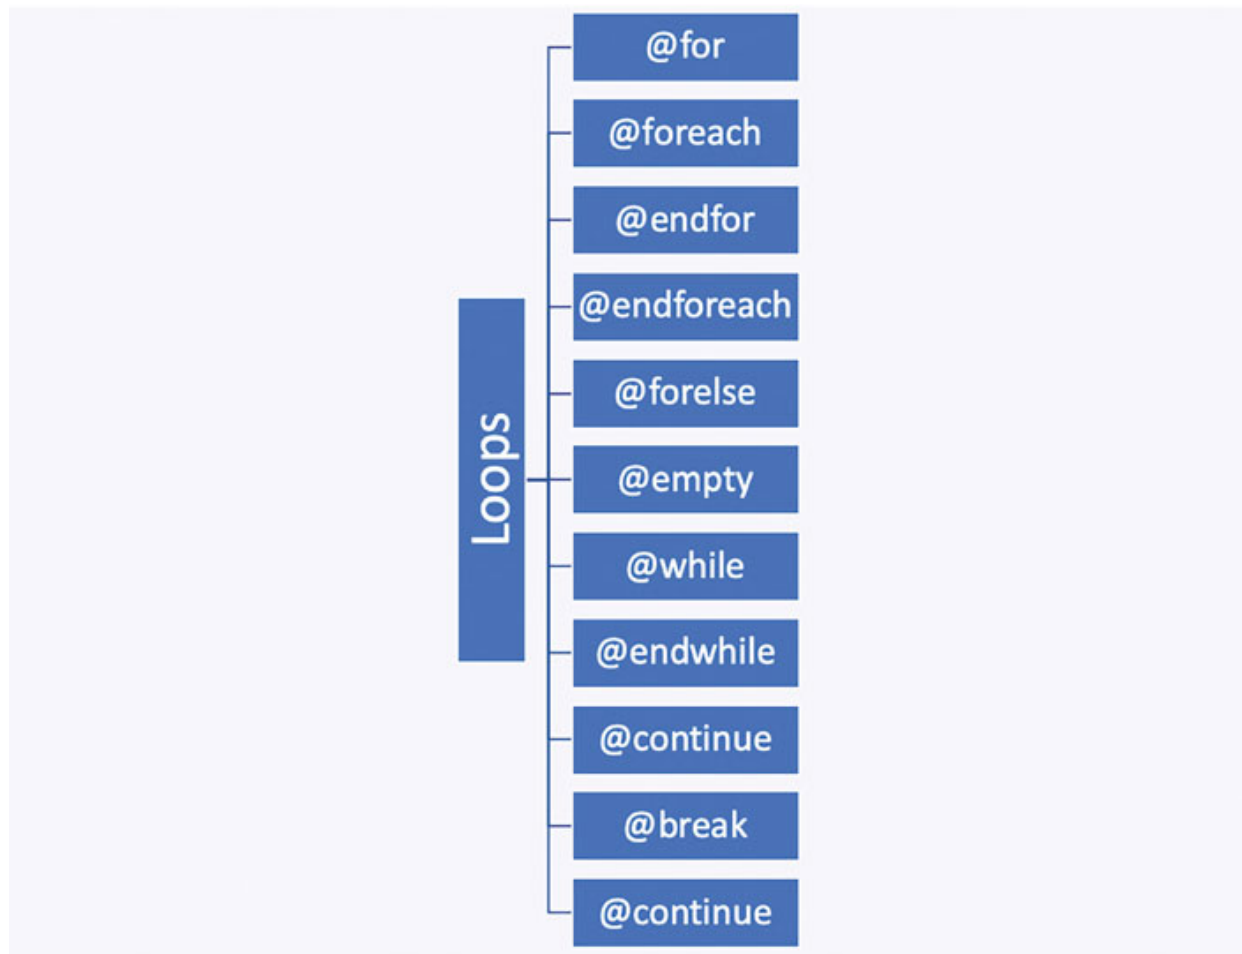 Loops
@for
@foreach
@endfor
@endforeach
@forelse
@empty
@while
@endwhile
@continue
@break
@continue